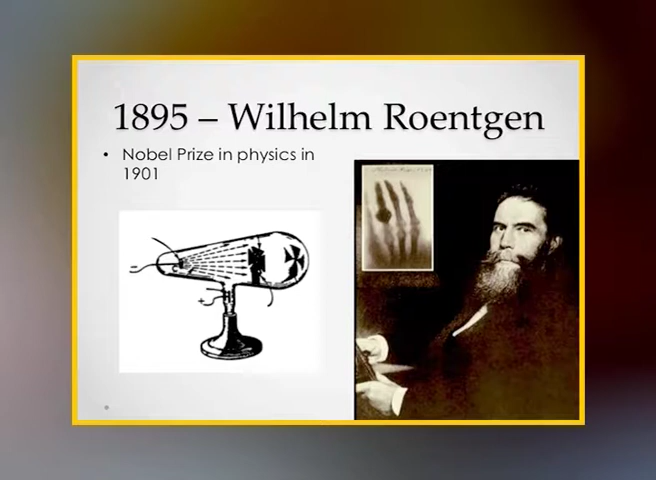 1895 – Wilhelm Roentgen
• Nobel Prize in physics in
1901